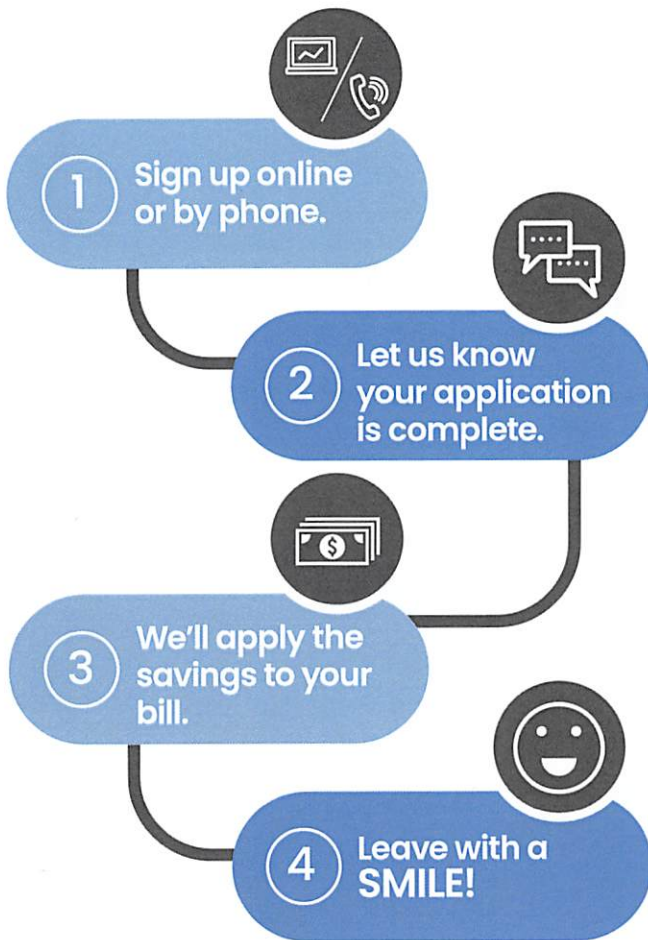 1
Sign up online
or by phone.
2
Let us know
your application
is complete.
$
3
We'll apply the
savings to your
bill.
4
Leave with a
SMILE!